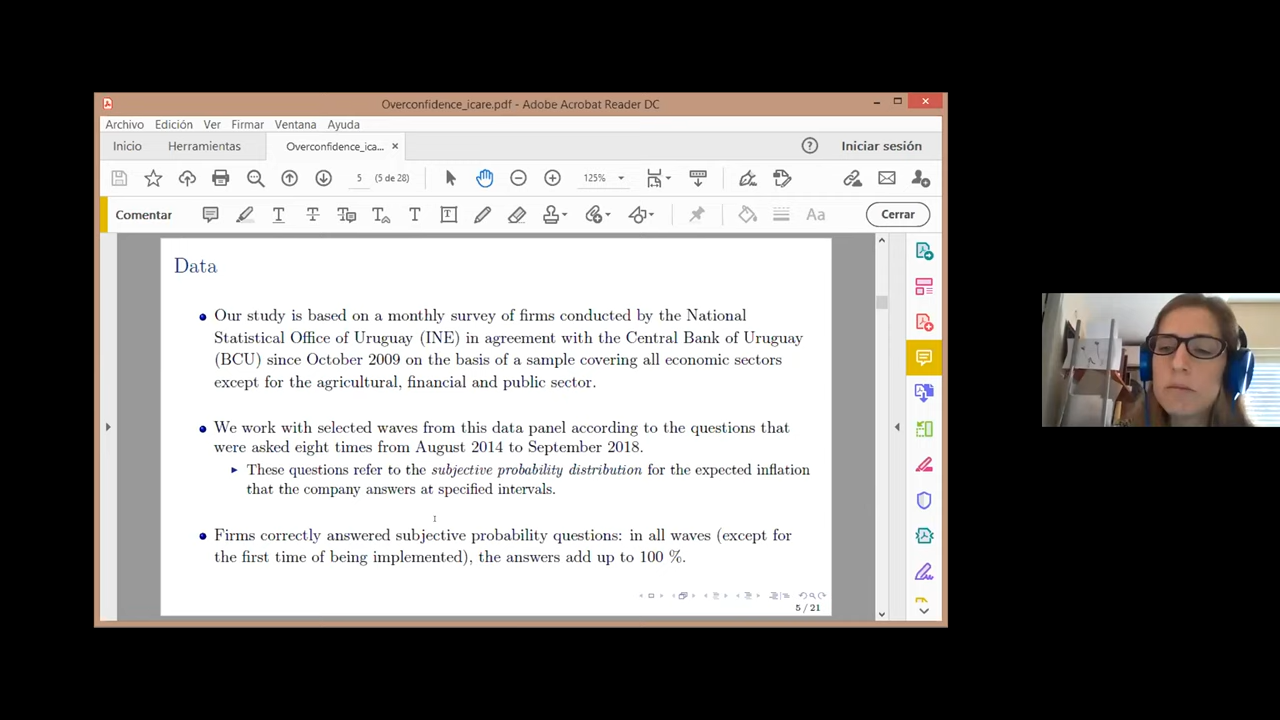 Overconfidence_icare.pdf - Adobe Acrobat Reader DC
Archivo Edición Ver Firmar Ventana Ayuda
Inicio Herramientas Overconfidence_ica... Iniciar sesión
5 (5 de 28) 125%
Comentar Aa Cerrar
Data
Our study is based on a monthly survey of firms conducted by the National
Statistical Office of Uruguay (INE) in agreement with the Central Bank of Uruguay
(BCU) since October 2009 on the basis of a sample covering all economic sectors
except for the agricultural, financial and public sector.
We work with selected waves from this data panel according to the questions that
were asked eight times from August 2014 to September 2018.
These questions refer to the subjective probability distribution for the expected inflation
that the company answers at specified intervals.
Firms correctly answered subjective probability questions: in all waves (except for
the first time of being implemented), the answers add up to 100 %.
5 / 21